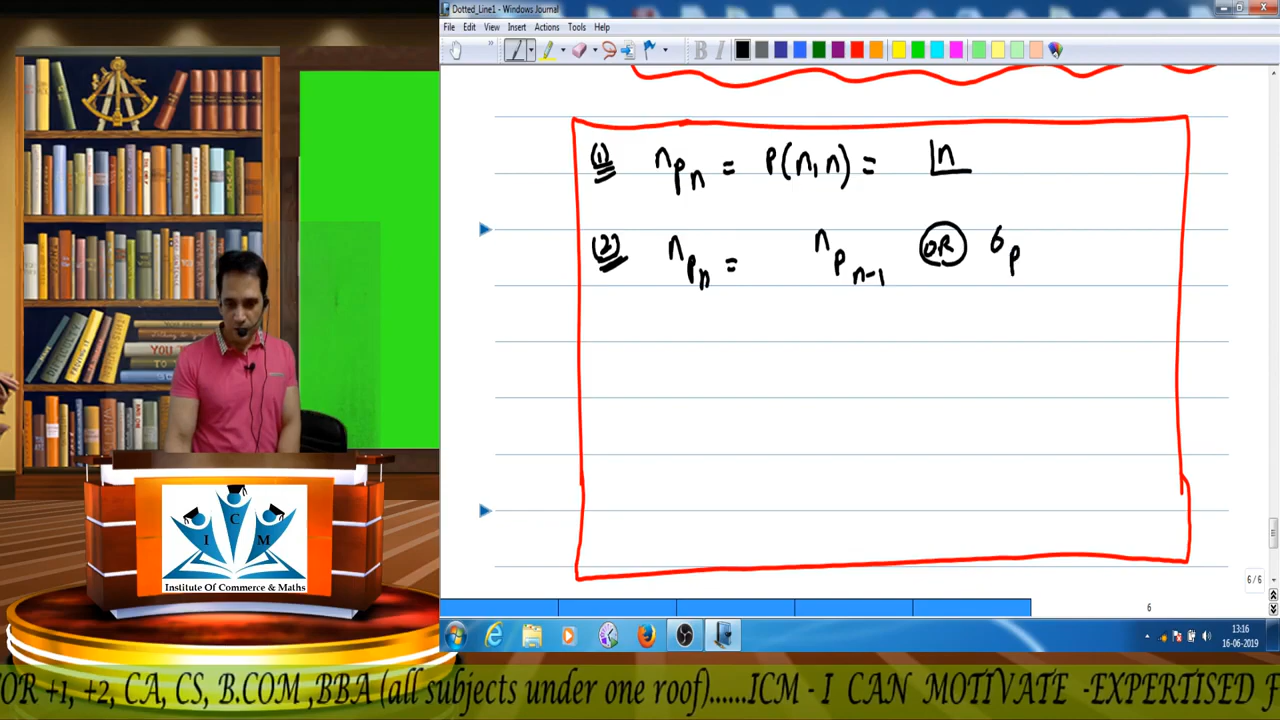 Dotted_Line1 - Windows Journal
File Edit View Insert Actions Tools Help
(1) nPn = P(n,n) = |n
(2) nPn = nPn-1 OR 6P
I C M
Institute Of Commerce & Maths
6/6
6
13:16
16-06-2019
OR +1, +2, CA, CS, B.COM ,BBA (all subjects under one roof)......ICM - I CAN MOTIVATE -EXPERTISED F